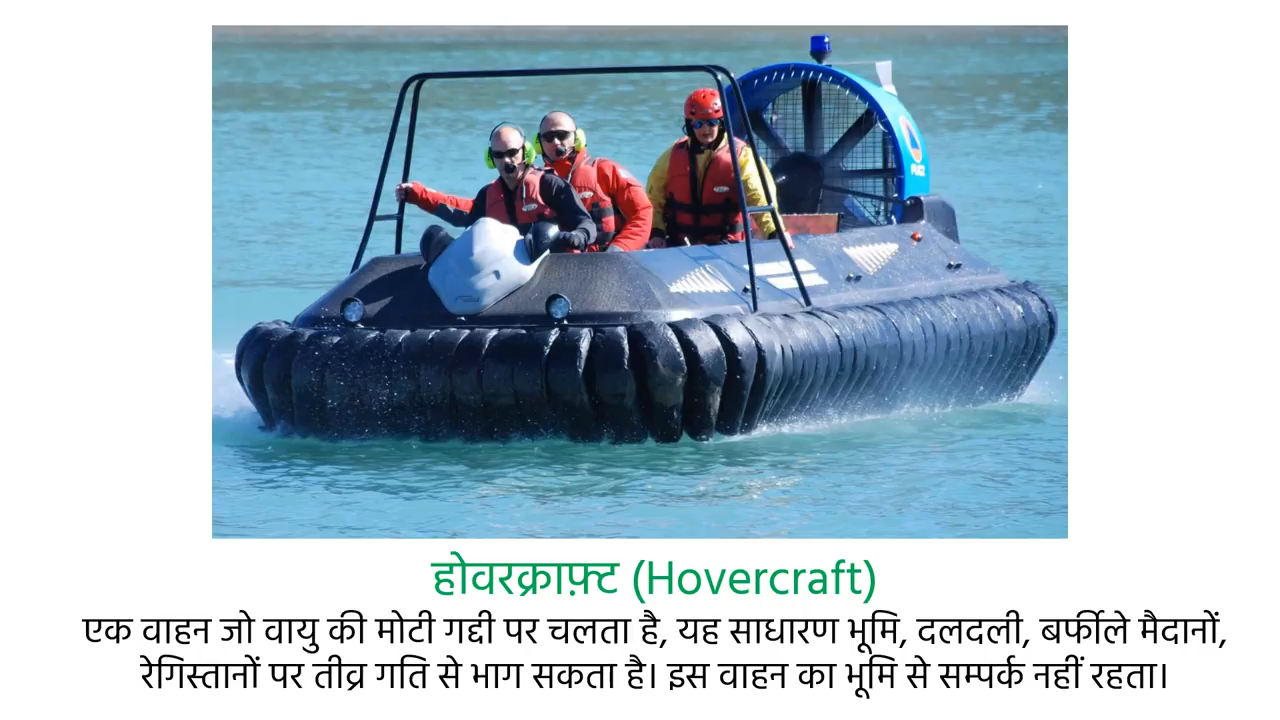 होवरक्राफ़्ट (Hovercraft)
एक वाहन जो वायु की मोटी गद्दी पर चलता है, यह साधारण भूमि, दलदली, बर्फीले मैदानों,
रेगिस्तानों पर तीव्र गति से भाग सकता है। इस वाहन का भूमि से सम्पर्क नहीं रहता।